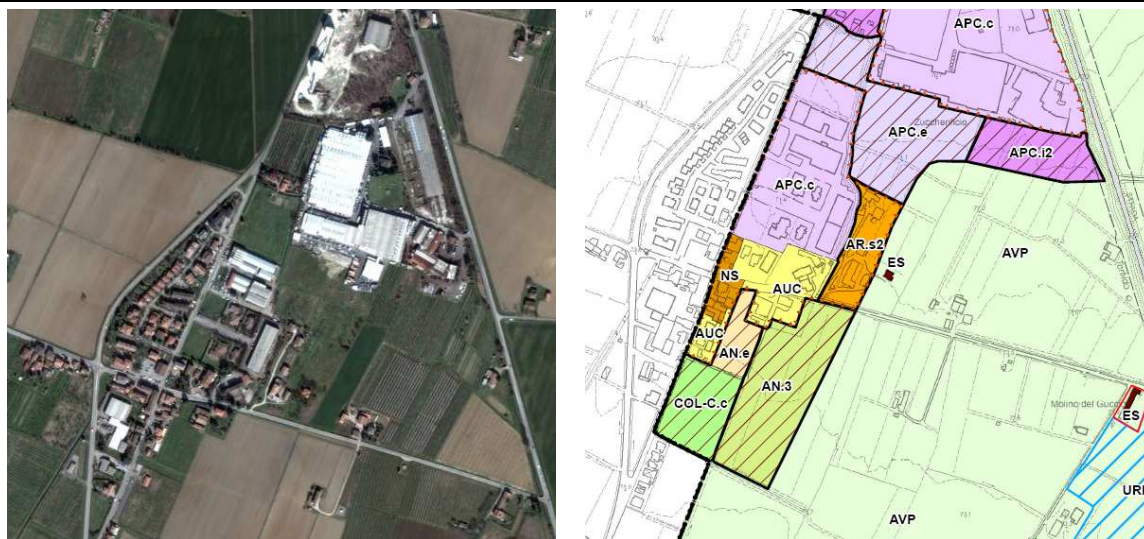 APC.c
Zuccherificio
APC.e
APC.i2
APC.c
AR.s2
ES
AVP
NS
AUC
AUC
AN.e
AN.3
COL-C.c
Molino del Gucc
ES
URI
AVP